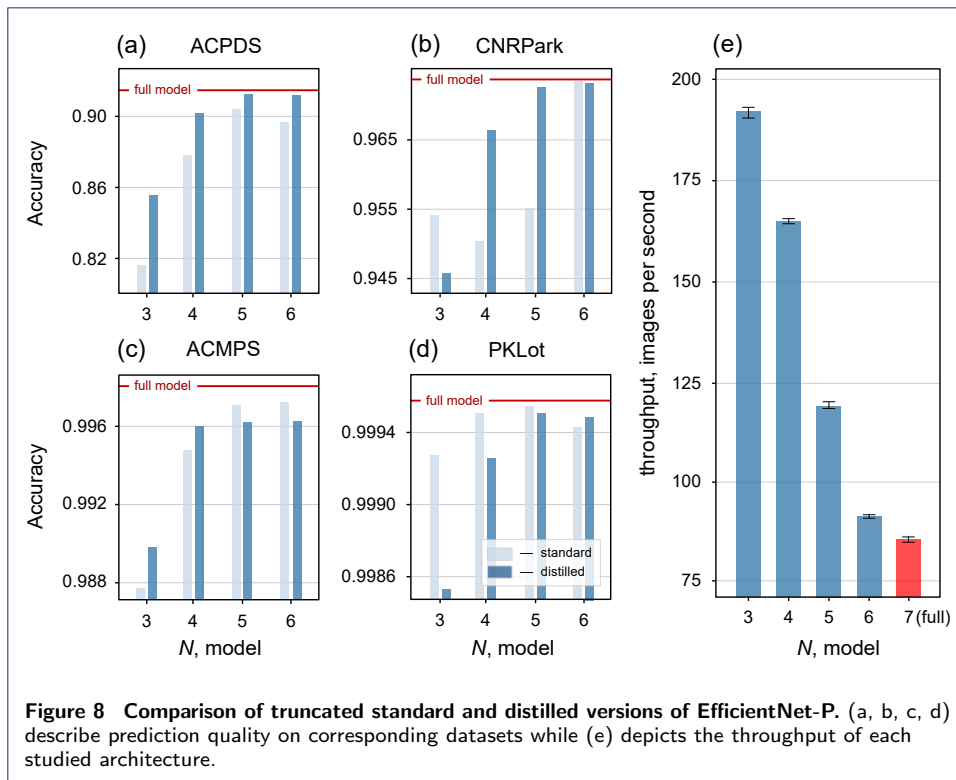 (a) ACPDS
full model
0.90
0.86
0.82
Accuracy
3 4 5 6
(b) CNRPark
full model
0.965
0.955
0.945
3 4 5 6
(c) ACMPS
full model
0.996
0.992
0.988
Accuracy
3 4 5 6
N, model
(d) PKLot
full model
0.9994
0.9990
0.9986
— standard
— distilled
3 4 5 6
N, model
(e)
200
175
150
125
100
75
throughput, images per second
3 4 5 6 7(full)
N, model
Figure 8 Comparison of truncated standard and distilled versions of EfficientNet-P. (a, b, c, d)
describe prediction quality on corresponding datasets while (e) depicts the throughput of each
studied architecture.